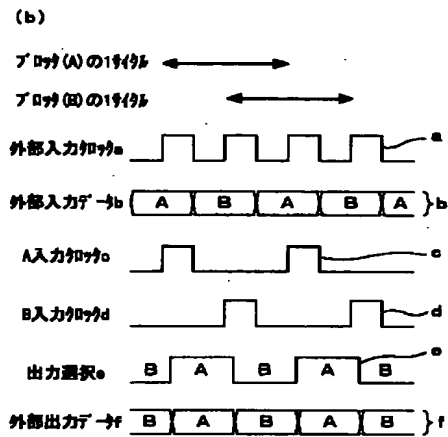 (b)
ブロック(A)の1サイクル
ブロック(B)の1サイクル
外部入力クロックa
a
外部入力データb
A B A B A
b
A入力クロックc
c
B入力クロックd
d
出力選択e
B A B A B
e
外部出力データf
B A B A B
f